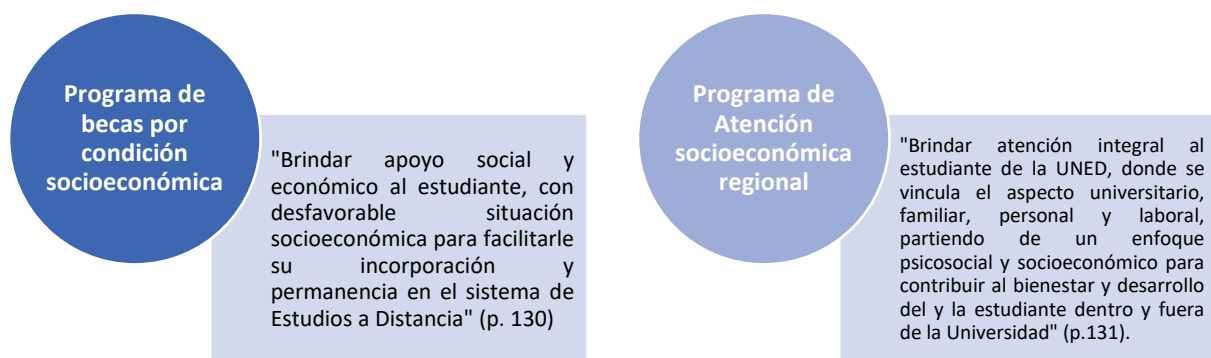 Programa de
becas por
condición
socioeconómica
"Brindar apoyo social y
económico al estudiante, con
desfavorable situación
socioeconómica para facilitarle
su incorporación y
permanencia en el sistema de
Estudios a Distancia" (p. 130)
Programa de
Atención
socioeconómica
regional
"Brindar atención integral al
estudiante de la UNED, donde se
vincula el aspecto universitario,
familiar, personal y laboral,
partiendo de un enfoque
psicosocial y socioeconómico para
contribuir al bienestar y desarrollo
del y la estudiante dentro y fuera
de la Universidad" (p.131).